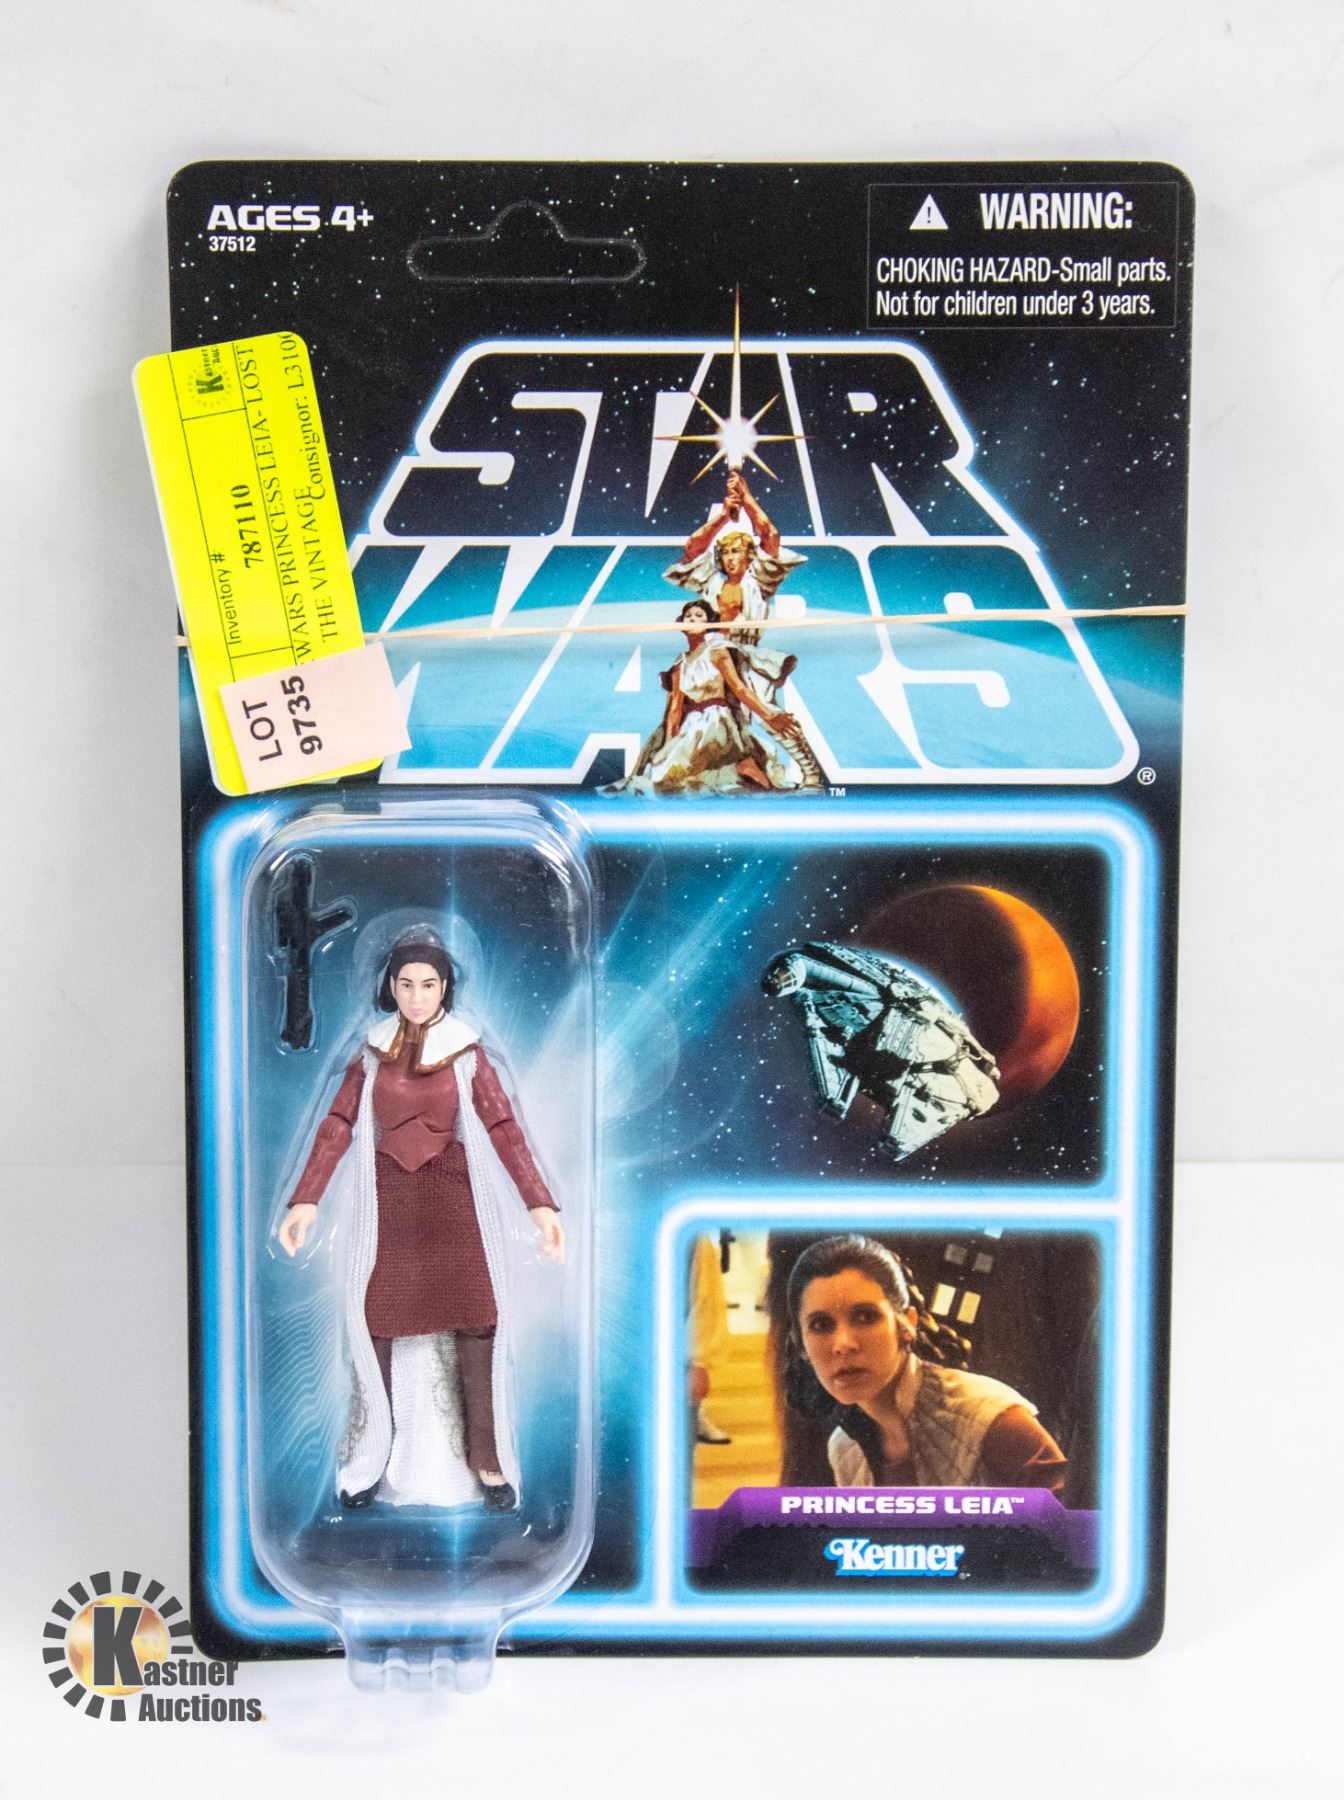 AGES 4+
37512
WARNING:
CHOKING HAZARD-Small parts.
Not for children under 3 years.
STAR
WARS
®
TM
Kastner
Inventory #:
787110
WARS PRINCESS LEIA- LOST
THE VINTAGE
Consignor: L310
LOT
9735
PRINCESS LEIA™
Kenner
Kastner
Auctions